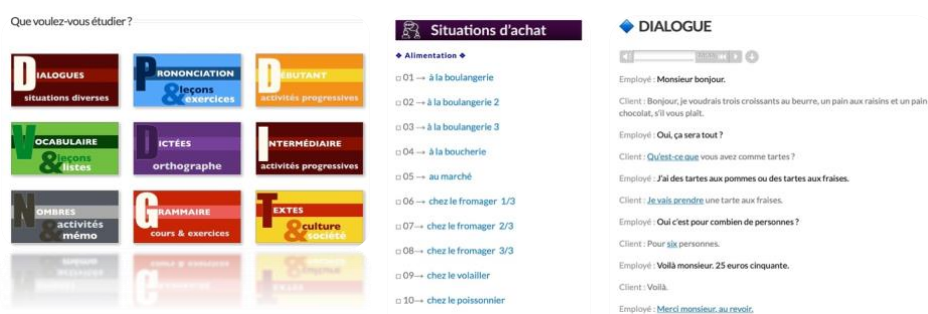 Que voulez-vous étudier ?
DIALOGUES
situations diverses
PRONONCIATION
&leçons
exercices
DÉBUTANT
activités progressives
VOCABULAIRE
&leçons
listes
DICTÉES
orthographe
INTERMÉDIAIRE
activités progressives
NOMBRES
&activités
mémo
GRAMMAIRE
cours & exercices
TEXTES
&culture
société
Situations d'achat
❖ Alimentation ❖
□ 01 → à la boulangerie
□ 02 → à la boulangerie 2
□ 03 → à la boulangerie 3
□ 04 → à la boucherie
□ 05 → au marché
□ 06 → chez le fromager 1/3
□ 07→ chez le fromager 2/3
□ 08→ chez le fromager 3/3
□ 09→ chez le volailler
□ 10→ chez le poissonnier
DIALOGUE
Employé : Monsieur bonjour.
Client : Bonjour, je voudrais trois croissants au beurre, un pain aux raisins et un pain
chocolat, s'il vous plaît.
Employé : Oui, ça sera tout ?
Client : Qu'est-ce que vous avez comme tartes ?
Employé : J'ai des tartes aux pommes ou des tartes aux fraises.
Client : Je vais prendre une tarte aux fraises.
Employé : Oui c'est pour combien de personnes ?
Client : Pour six personnes.
Employé : Voilà monsieur. 25 euros cinquante.
Client : Voilà.
Employé : Merci monsieur, au revoir.